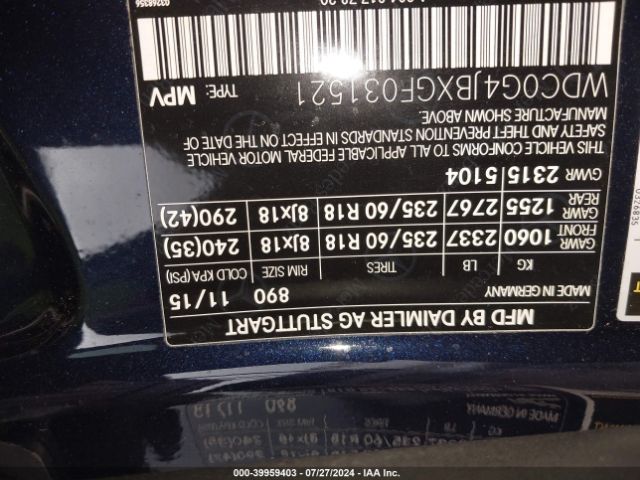 MFD BY DAIMLER AG STUTTGART
MADE IN GERMANY 890 11/15
KG LB TIRES RIM SIZE COLD KPA (PSI)
GAWR FRONT 1060 2337 235/60 R18 8Jx18 240(35)
GAWR REAR 1255 2767 235/60 R18 8Jx18 290(42)
GWR 2315 5104
THIS VEHICLE CONFORMS TO ALL APPLICABLE FEDERAL MOTOR VEHICLE
SAFETY AND THEFT PREVENTION STANDARDS IN EFFECT ON THE DATE OF
MANUFACTURE SHOWN ABOVE.
WDC0G4JBXGF031521 TYPE: MPV
03268356
000-39959403 // 07/27/2024 // COPYRIGHT IAA